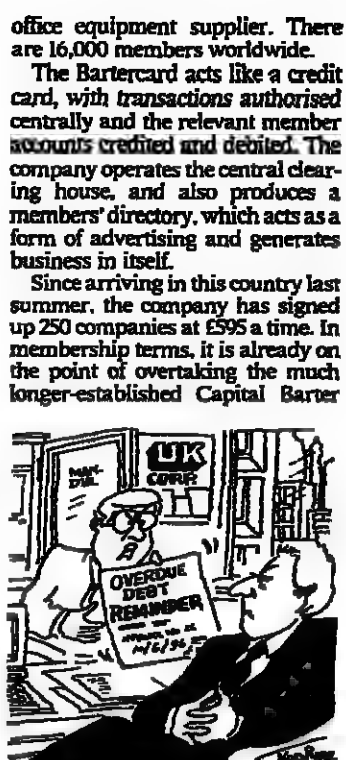 office equipment supplier. There
are 16,000 members worldwide.
The Bartercard acts like a credit
card, with transactions authorised
centrally and the relevant member
accounts credited and debited. The
company operates the central clear-
ing house, and also produces a
members' directory, which acts as a
form of advertising and generates
business in itself.
Since arriving in this country last
summer, the company has signed
up 250 companies at £595 a time. In
membership terms, it is already on
the point of overtaking the much
longer-established Capital Barter
UK
CORP
MAN-
OVERDUE
DEBT
REMINDER